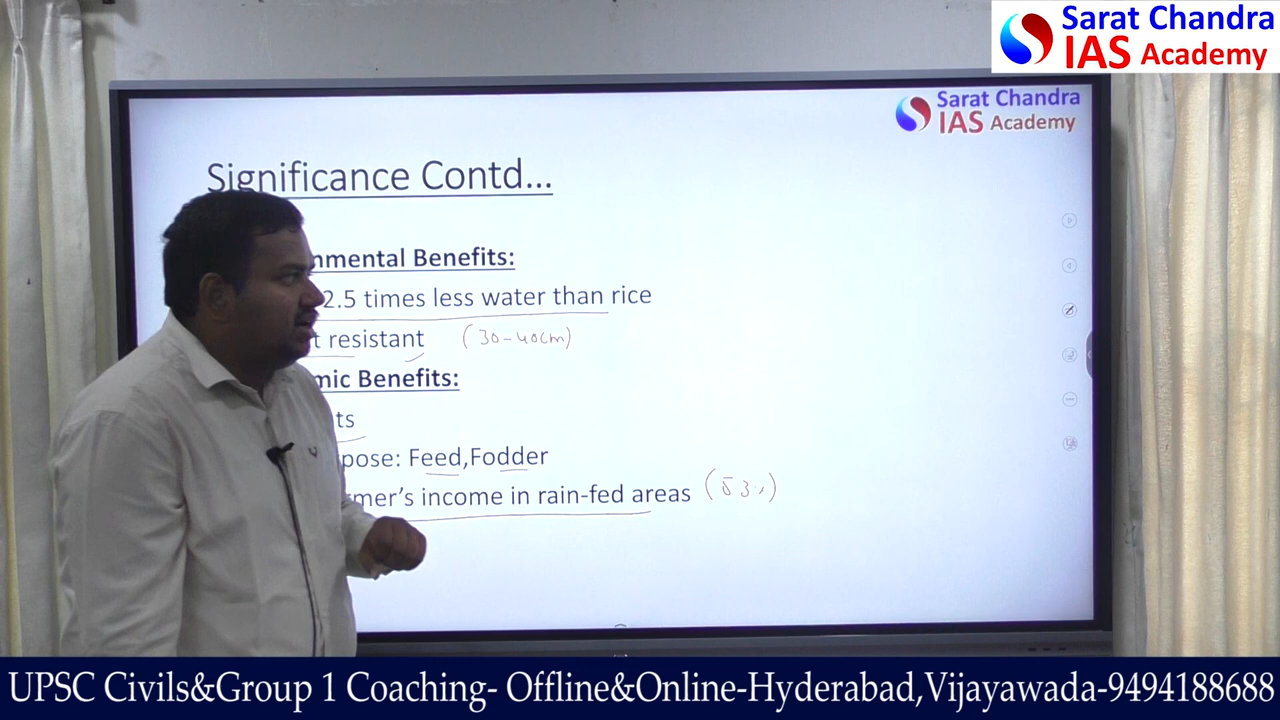 Sarat Chandra
IAS Academy
Sarat Chandra
IAS Academy
Significance Contd...
nmental Benefits:
2.5 times less water than rice
t resistant (30-40cm)
mic Benefits:
ts
pose: Feed,Fodder
rmer's income in rain-fed areas (53%)
UPSC Civils&Group 1 Coaching- Offline&Online-Hyderabad,Vijayawada-9494188688